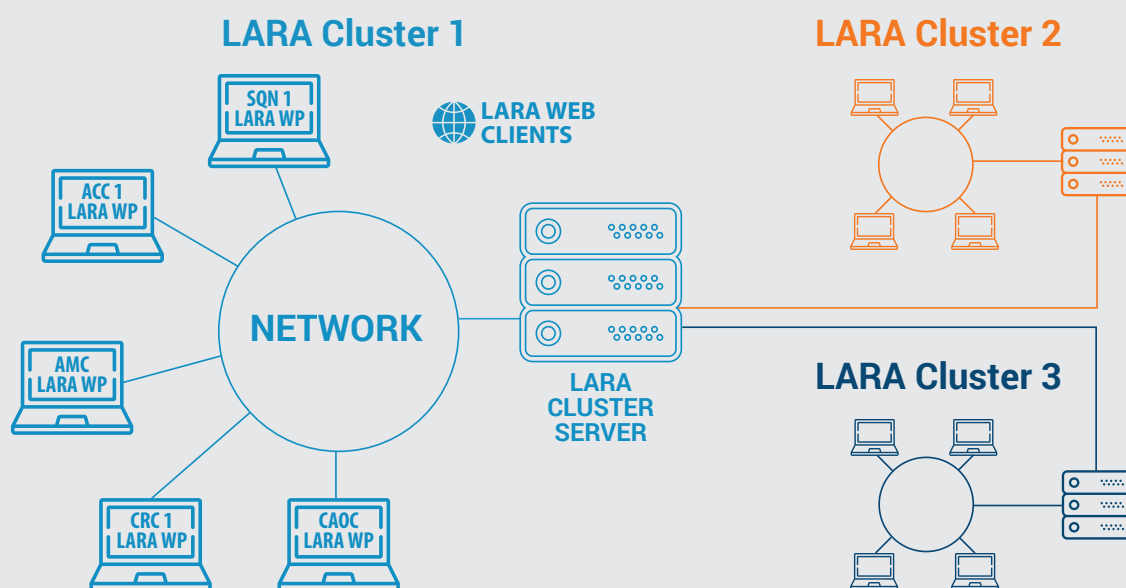 LARA Cluster 1
LARA Cluster 2
SQN 1
LARA WP
LARA WEB
CLIENTS
ACC 1
LARA WP
NETWORK
AMC
LARA WP
LARA
CLUSTER
SERVER
LARA Cluster 3
CRC 1
LARA WP
CAOC
LARA WP